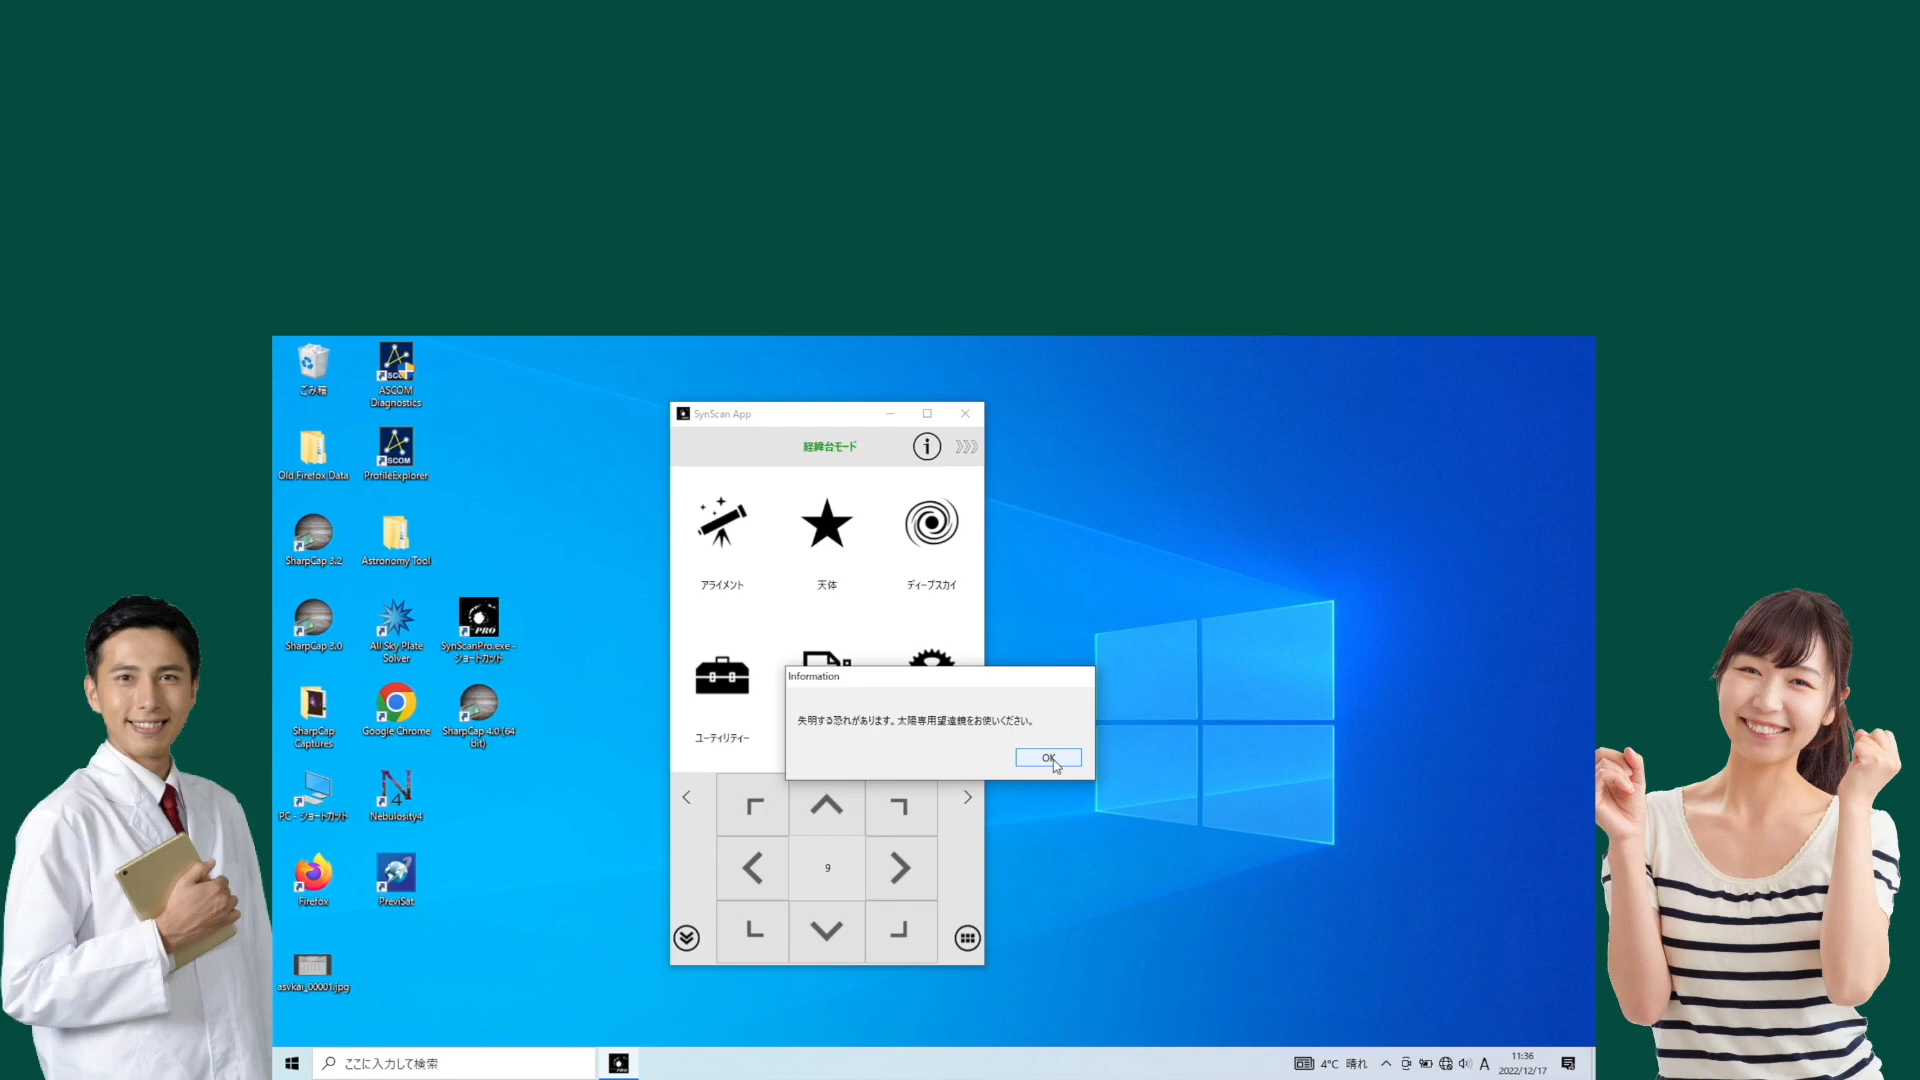 ごみ箱
ASCOM
Diagnostics
Old Firefox Data
ASCOM
ProfileExplorer
SharpCap 3.2
Astronomy Tool
SharpCap 3.0
All Sky Plate
Solver
PRO
SynScanPro.exe -
ショートカット
SharpCap
Captures
Google Chrome
SharpCap 4.0 (64
bit)
PC - ショートカット
N
4
Nebulosity4
Firefox
PreviSat
asvkai_00001.jpg
SynScan App
経緯台モード
アライメント
天体
ディープスカイ
ユーティリティー
Information
失明する恐れがあります。太陽専用望遠鏡をお使いください。
OK
9
ここに入力して検索
4°C 晴れ
A
11:36
2022/12/17